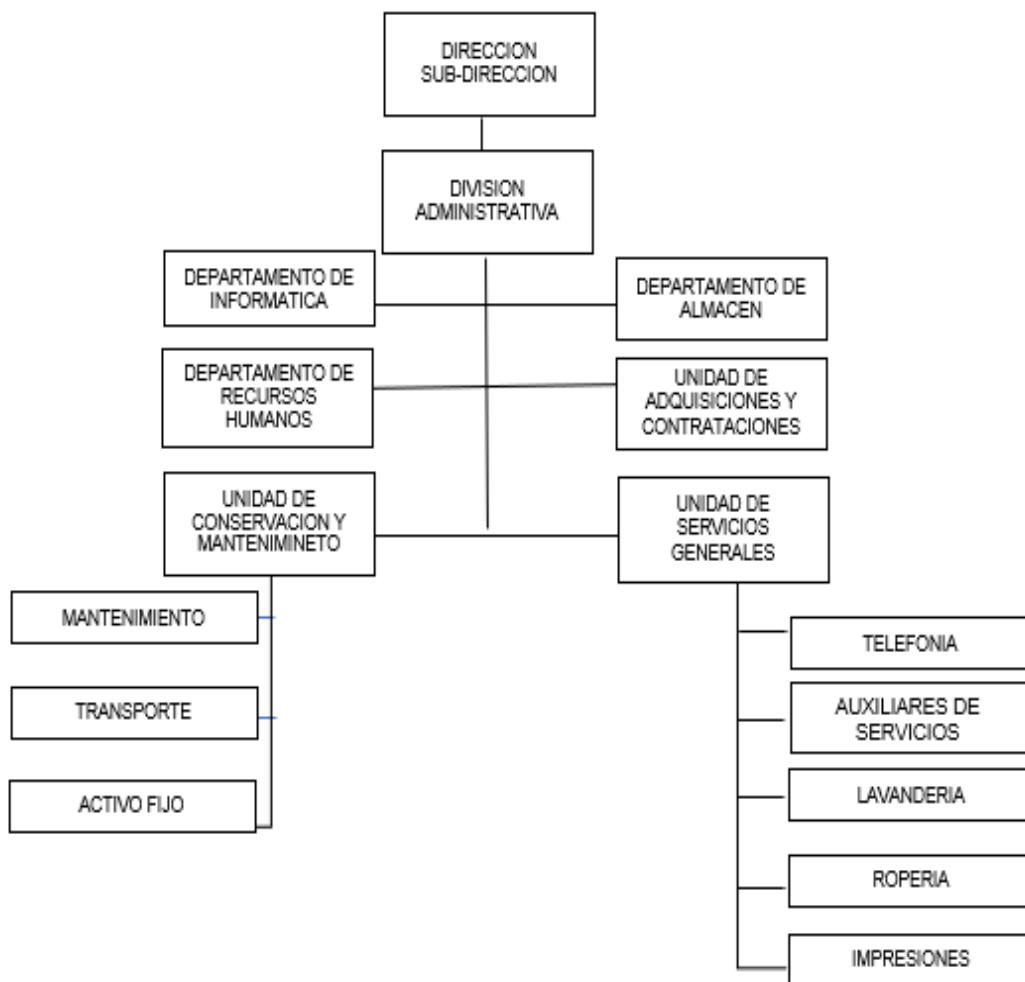 DIRECCION
SUB-DIRECCION
DIVISION
ADMINISTRATIVA
DEPARTAMENTO DE
INFORMATICA
DEPARTAMENTO DE
ALMACEN
DEPARTAMENTO DE
RECURSOS
HUMANOS
UNIDAD DE
ADQUISICIONES Y
CONTRATACIONES
UNIDAD DE
CONSERVACION Y
MANTENIMINETO
UNIDAD DE
SERVICIOS
GENERALES
MANTENIMIENTO
TRANSPORTE
ACTIVO FIJO
TELEFONIA
AUXILIARES DE
SERVICIOS
LAVANDERIA
ROPERIA
IMPRESIONES